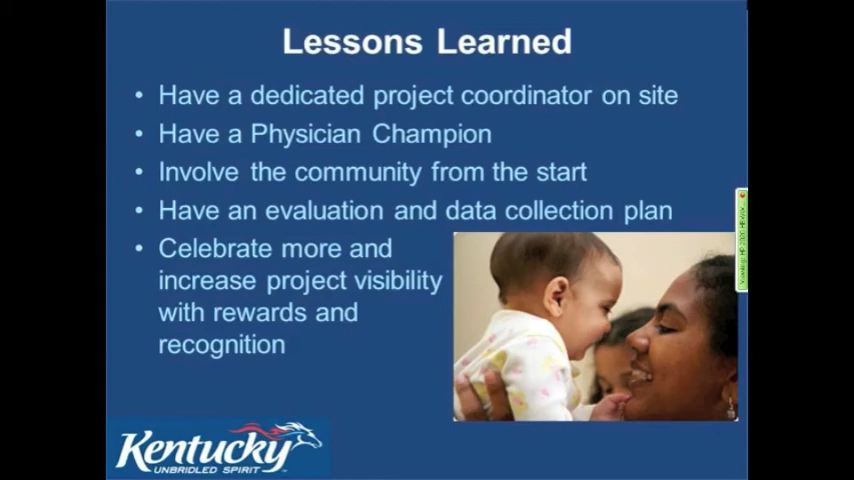 Lessons Learned
• Have a dedicated project coordinator on site
• Have a Physician Champion
• Involve the community from the start
• Have an evaluation and data collection plan
• Celebrate more and
increase project visibility
with rewards and
recognition
Kentucky
UNBRIDLED SPIRIT